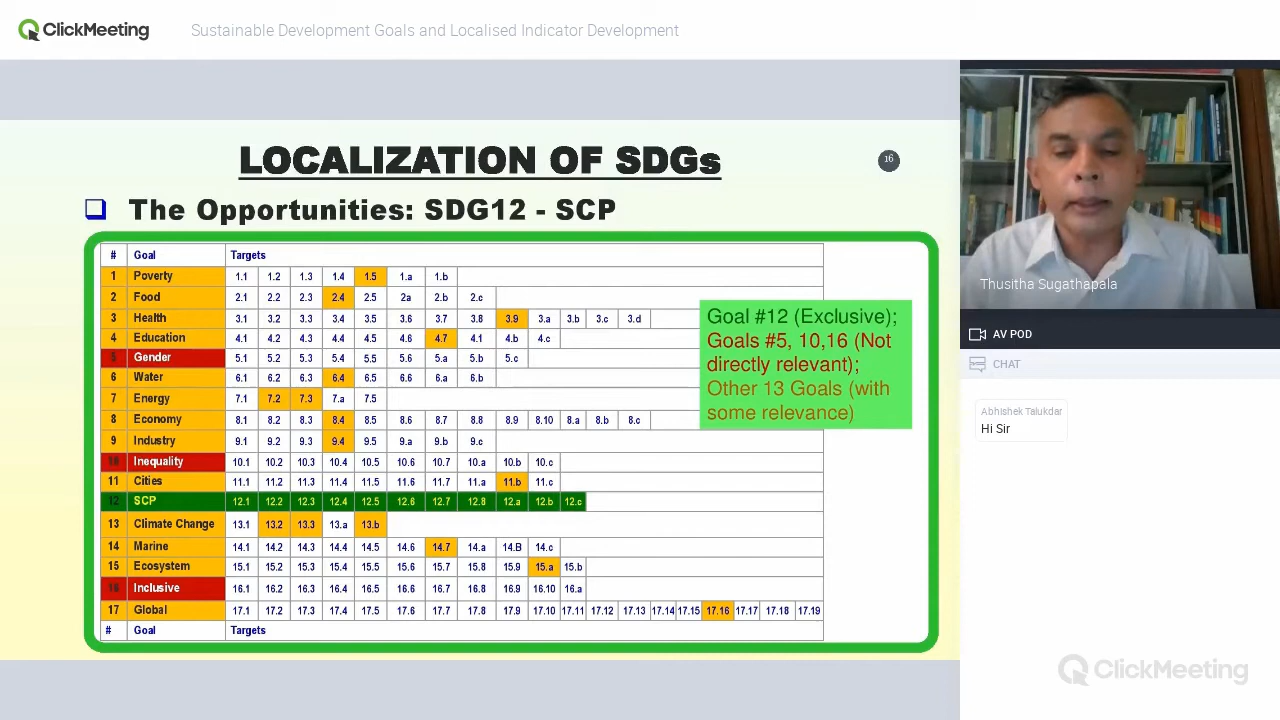 ClickMeeting Sustainable Development Goals and Localised Indicator Development
LOCALIZATION OF SDGs
16
The Opportunities: SDG12 - SCP
# Goal Targets
1 Poverty 1.1 1.2 1.3 1.4 1.5 1.a 1.b
2 Food 2.1 2.2 2.3 2.4 2.5 2a 2.b 2.c
3 Health 3.1 3.2 3.3 3.4 3.5 3.6 3.7 3.8 3.9 3.a 3.b 3.c 3.d
4 Education 4.1 4.2 4.3 4.4 4.5 4.6 4.7 4.1 4.b 4.c
5 Gender 5.1 5.2 5.3 5.4 5.5 5.6 5.a 5.b 5.c
6 Water 6.1 6.2 6.3 6.4 6.5 6.6 6.a 6.b
7 Energy 7.1 7.2 7.3 7.a 7.5
8 Economy 8.1 8.2 8.3 8.4 8.5 8.6 8.7 8.8 8.9 8.10 8.a 8.b 8.c
9 Industry 9.1 9.2 9.3 9.4 9.5 9.a 9.b 9.c
10 Inequality 10.1 10.2 10.3 10.4 10.5 10.6 10.7 10.a 10.b 10.c
11 Cities 11.1 11.2 11.3 11.4 11.5 11.6 11.7 11.a 11.b 11.c
12 SCP 12.1 12.2 12.3 12.4 12.5 12.6 12.7 12.8 12.a 12.b 12.c
13 Climate Change 13.1 13.2 13.3 13.a 13.b
14 Marine 14.1 14.2 14.3 14.4 14.5 14.6 14.7 14.a 14.B 14.c
15 Ecosystem 15.1 15.2 15.3 15.4 15.5 15.6 15.7 15.8 15.9 15.a 15.b
16 Inclusive 16.1 16.2 16.3 16.4 16.5 16.6 16.7 16.8 16.9 16.10 16.a
17 Global 17.1 17.2 17.3 17.4 17.5 17.6 17.7 17.8 17.9 17.10 17.11 17.12 17.13 17.14 17.15 17.16 17.17 17.18 17.19
# Goal Targets
Goal #12 (Exclusive);
Goals #5, 10,16 (Not
directly relevant);
Other 13 Goals (with
some relevance)
Thusitha Sugathapala
AV POD
CHAT
Abhishek Talukdar
Hi Sir
ClickMeeting